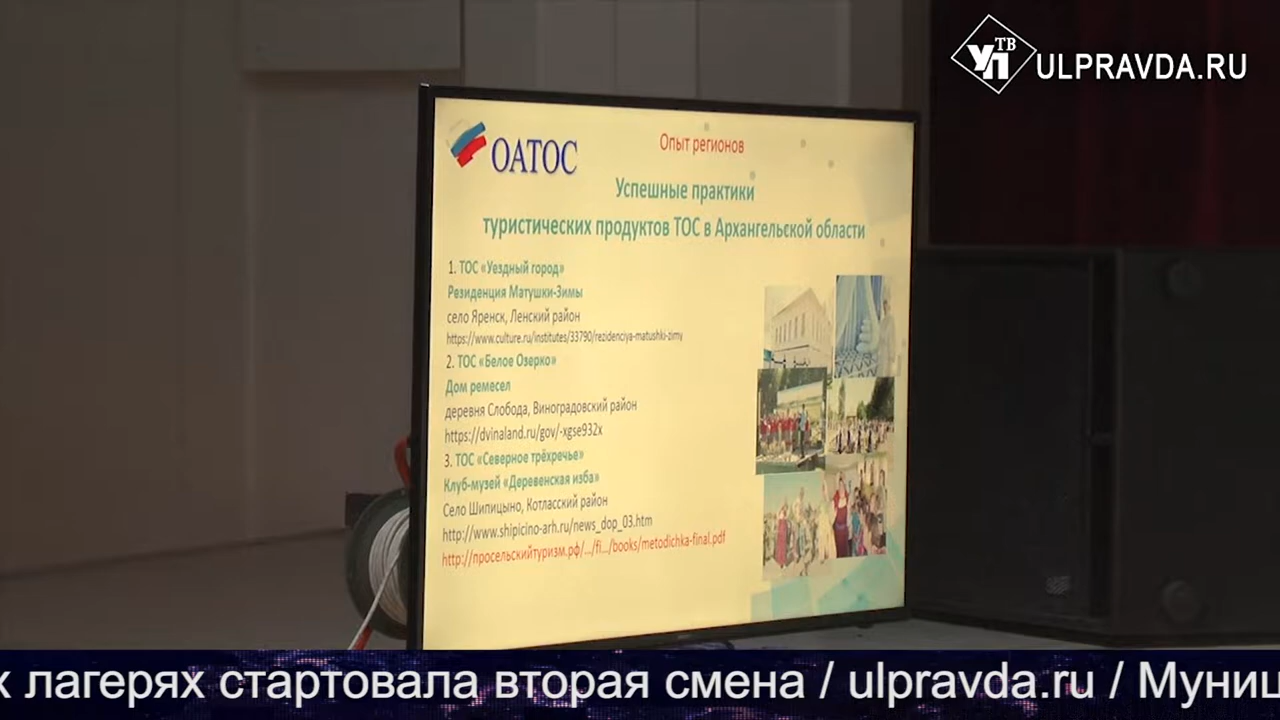 УП ТВ ULPRAVDA.RU
ОАТОС
Опыт регионов
Успешные практики
туристических продуктов ТОС в Архангельской области
1. ТОС «Уездный город»
Резиденция Матушки-Зимы
село Яренск, Ленский район
https://www.culture.ru/institutes/33790/rezidenciya-matushki-zimy
2. ТОС «Белое Озерко»
Дом ремесел
деревня Слобода, Виноградовский район
https://dvinaland.ru/gov/-xgse932x
3. ТОС «Северное трёхречье»
Клуб-музей «Деревенская изба»
Село Шипицыно, Котласский район
http://www.shipicino-arh.ru/news_dop_03.htm
http://просельскийтуризм.рф/.../fi.../books/metodichka-final.pdf
х лагерях стартовала вторая смена / ulpravda.ru / Муниц